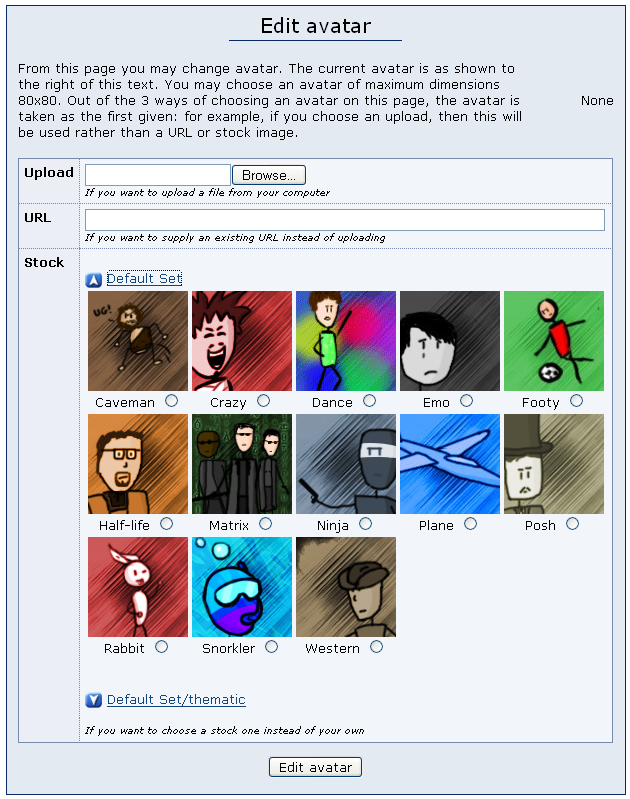 Edit avatar
From this page you may change avatar. The current avatar is as shown to
the right of this text. You may choose an avatar of maximum dimensions
80x80. Out of the 3 ways of choosing an avatar on this page, the avatar is
taken as the first given: for example, if you choose an upload, then this will
be used rather than a URL or stock image.
None
Upload
Browse...
If you want to upload a file from your computer
URL
If you want to supply an existing URL instead of uploading
Stock
Default Set
UG!
Caveman Crazy Dance Emo Footy
Half-life Matrix Ninja Plane Posh
Rabbit Snorkler Western
Default Set/thematic
If you want to choose a stock one instead of your own
Edit avatar